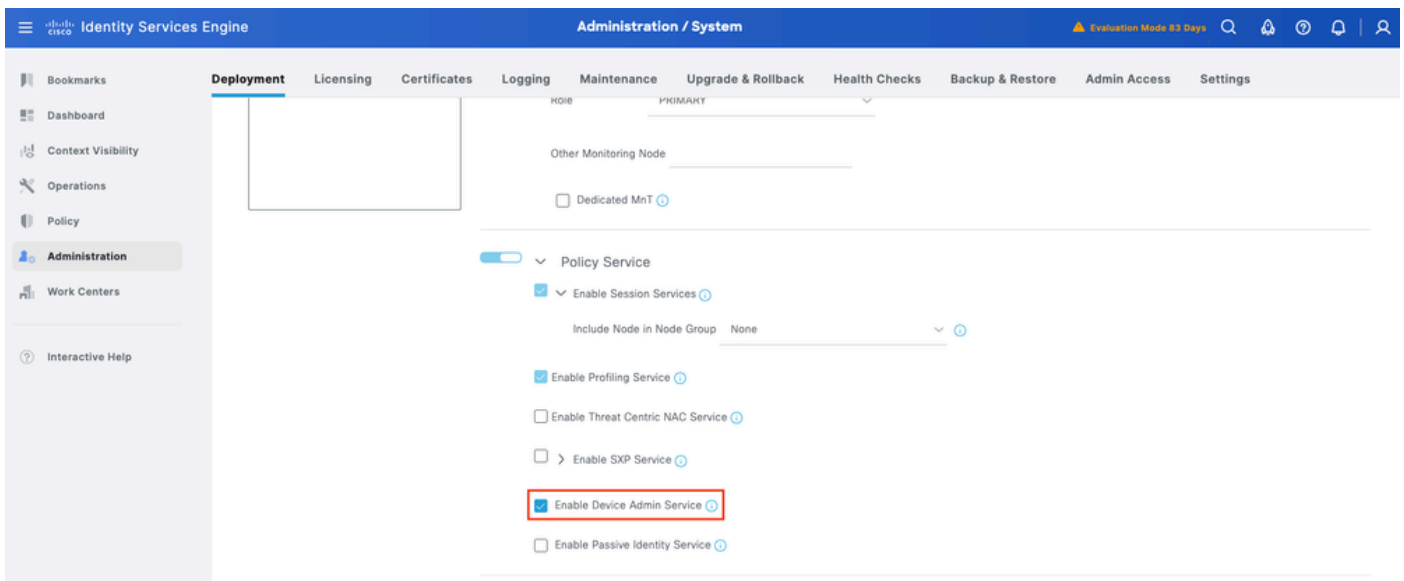 cisco Identity Services Engine
Administration / System
Evaluation Mode 83 Days
Bookmarks
Dashboard
Context Visibility
Operations
Policy
Administration
Work Centers
Interactive Help
Deployment Licensing Certificates Logging Maintenance Upgrade & Rollback Health Checks Backup & Restore Admin Access Settings
Role PRIMARY
Other Monitoring Node
Dedicated MnT
Policy Service
Enable Session Services
Include Node in Node Group None
Enable Profiling Service
Enable Threat Centric NAC Service
Enable SXP Service
Enable Device Admin Service
Enable Passive Identity Service